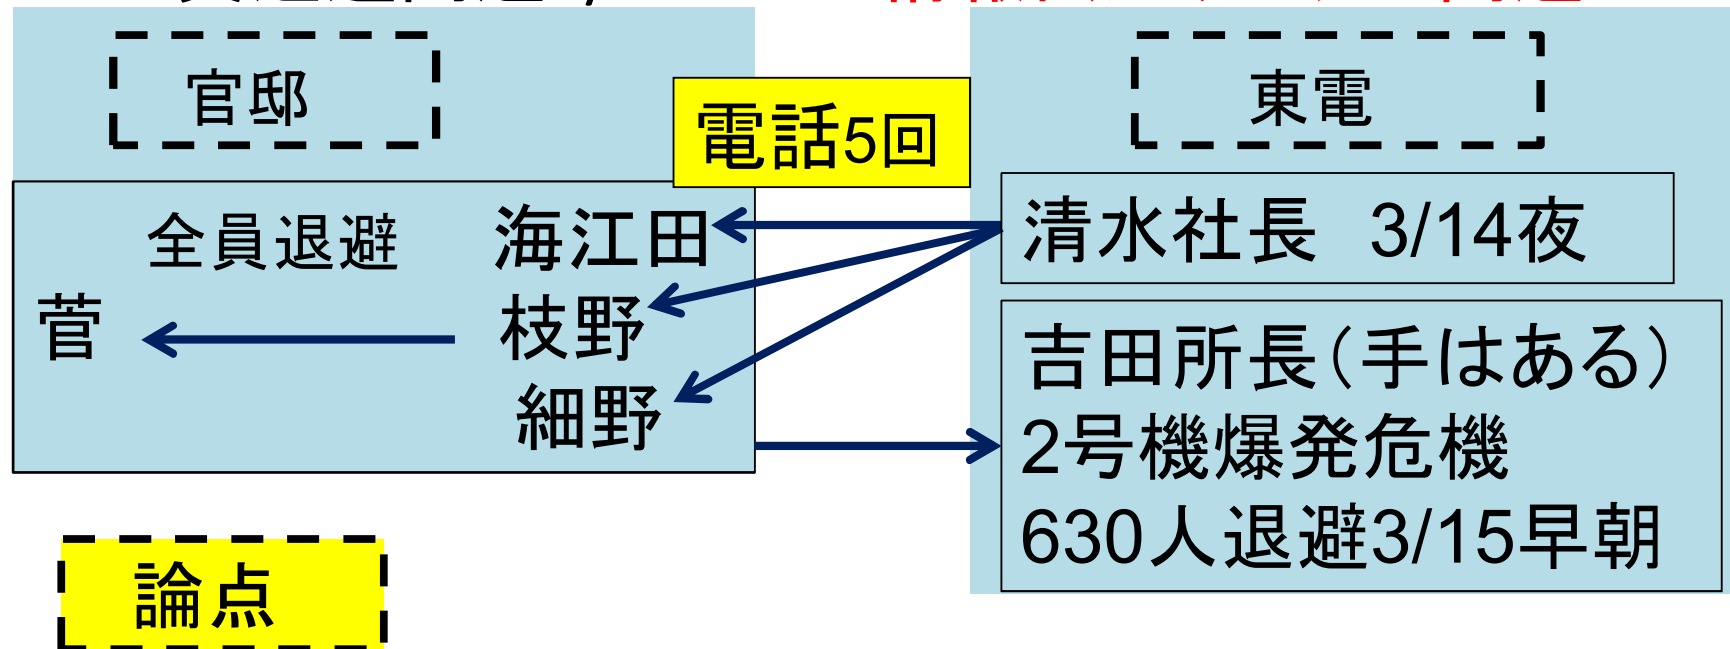 官邸
東電
電話5回
全員退避
海江田
菅
枝野
細野
清水社長 3/14夜
吉田所長(手はある)
2号機爆発危機
630人退避3/15早朝
論点